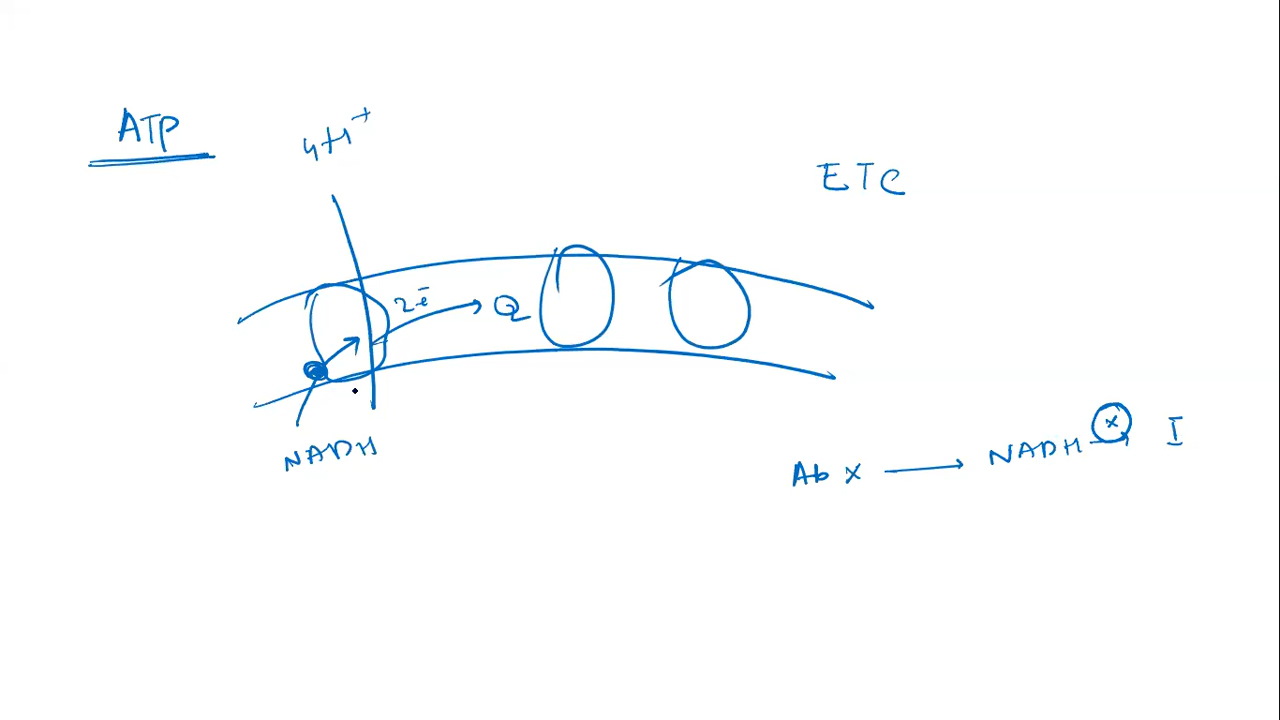 ATP
4H⁺
ETC
2e⁻
Q
NADH
Ab X → NADH ⓧ→ I